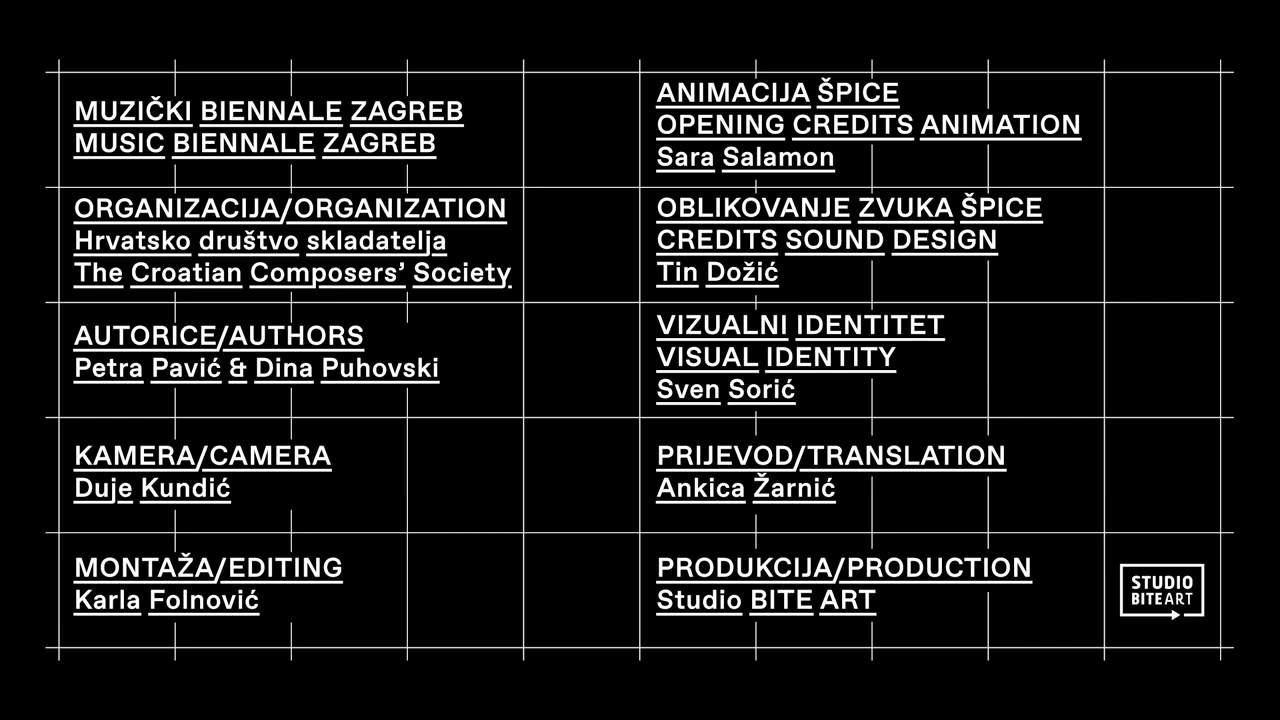 MUZIČKI BIENNALE ZAGREB
MUSIC BIENNALE ZAGREB
ORGANIZACIJA/ORGANIZATION
Hrvatsko društvo skladatelja
The Croatian Composers’ Society
AUTORICE/AUTHORS
Petra Pavić & Dina Puhovski
KAMERA/CAMERA
Duje Kundić
MONTAŽA/EDITING
Karla Folnović
ANIMACIJA ŠPICE
OPENING CREDITS ANIMATION
Sara Salamon
OBLIKOVANJE ZVUKA ŠPICE
CREDITS SOUND DESIGN
Tin Dožić
VIZUALNI IDENTITET
VISUAL IDENTITY
Sven Sorić
PRIJEVOD/TRANSLATION
Ankica Žarnić
PRODUKCIJA/PRODUCTION
Studio BITE ART
STUDIO
BITEART